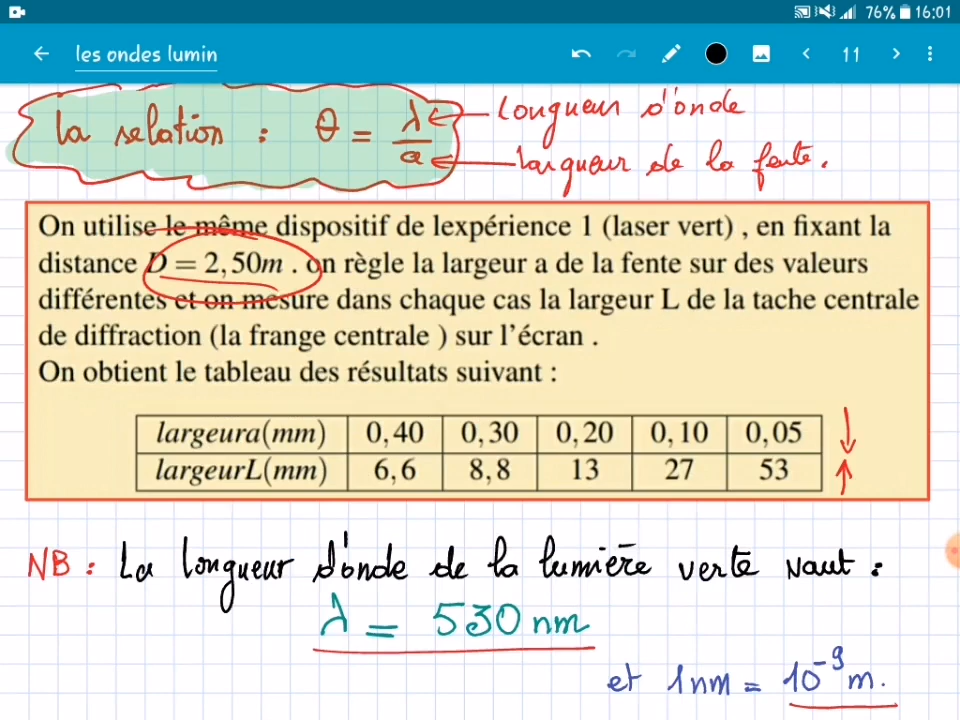 76% 16:01
les ondes lumin
11
la relation : θ = λ/a
longueur d'onde
largueur de la fente.
On utilise le même dispositif de lexpérience 1 (laser vert) , en fixant la
distance D = 2,50m . on règle la largeur a de la fente sur des valeurs
différentes et on mesure dans chaque cas la largeur L de la tache centrale
de diffraction (la frange centrale ) sur l'écran .
On obtient le tableau des résultats suivant :
largeura(mm) 0,40 0,30 0,20 0,10 0,05
largeurL(mm) 6,6 8,8 13 27 53
NB : La longueur d'onde de la lumière verte vaut :
λ = 530 nm
et 1nm = 10⁻⁹ m.